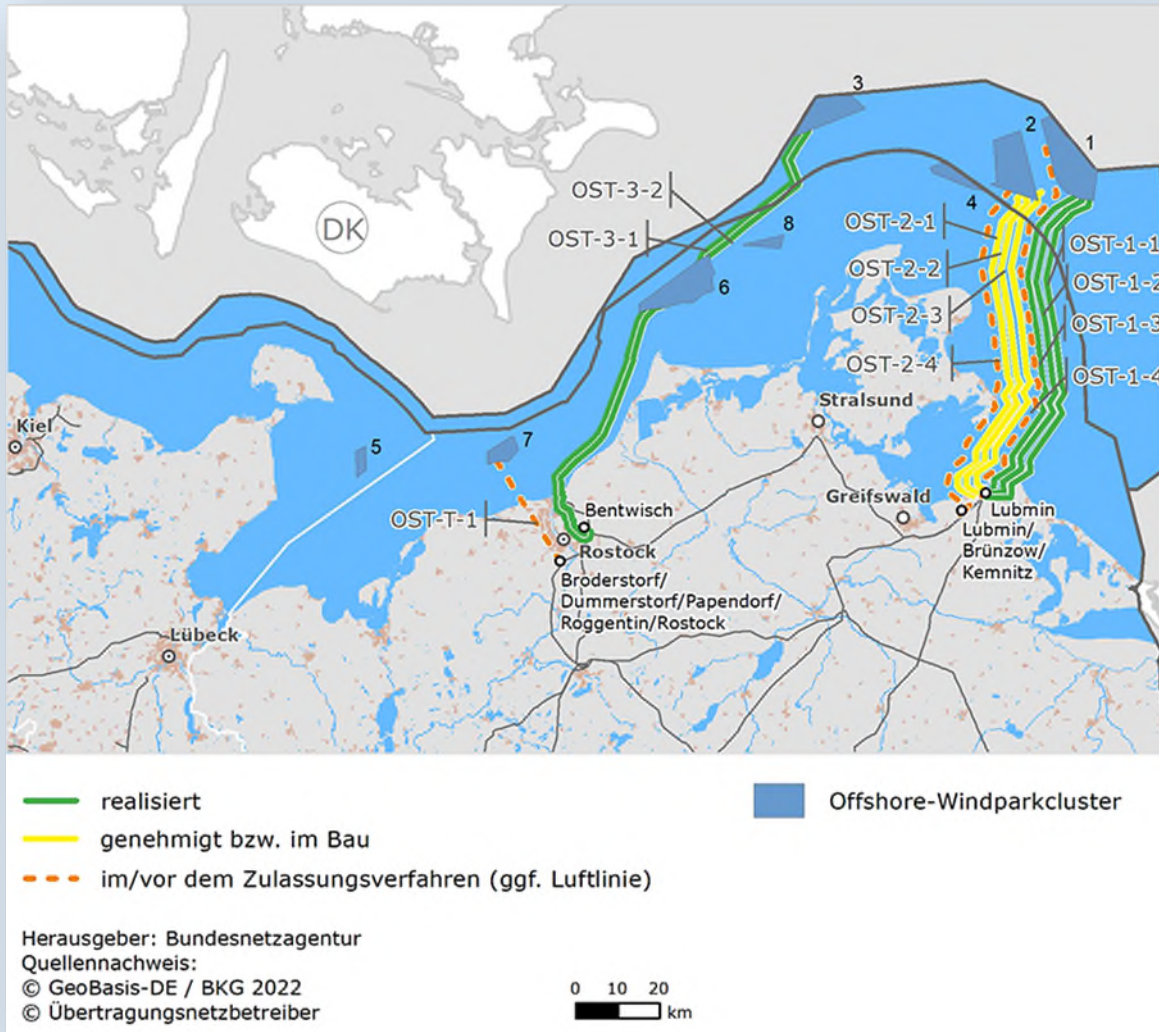 3
2
1
OST-3-2
DK
4
OST-2-1
8
OST-3-1
OST-1-1
OST-2-2
OST-1-2
6
OST-2-3
OST-1-3
OST-2-4
OST-1-4
Stralsund
Kiel
5
7
Greifswald
Bentwisch
Lubmin
OST-T-1
Lubmin/
Brünzow/
Kemnitz
Rostock
Broderstorf/
Dummerstorf/Papendorf/
Roggentin/Rostock
Lübeck
realisiert
Offshore-Windparkcluster
genehmigt bzw. im Bau
im/vor dem Zulassungsverfahren (ggf. Luftlinie)
Herausgeber: Bundesnetzagentur
Quellennachweis:
© GeoBasis-DE / BKG 2022
© Übertragungsnetzbetreiber
0 10 20
km